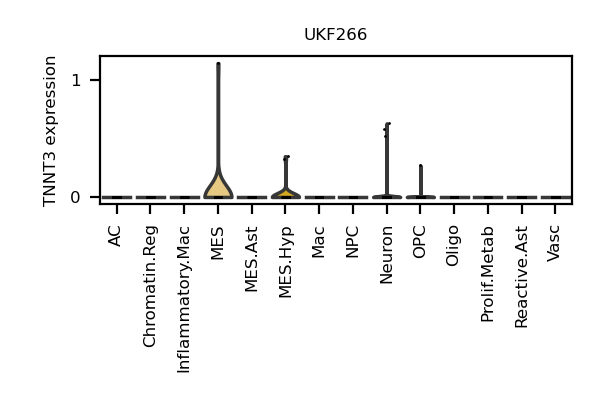 UKF266
TNNT3 expression
1
0
AC
Chromatin.Reg
Inflammatory.Mac
MES
MES.Ast
MES.Hyp
Mac
NPC
Neuron
OPC
Oligo
Prolif.Metab
Reactive.Ast
Vasc